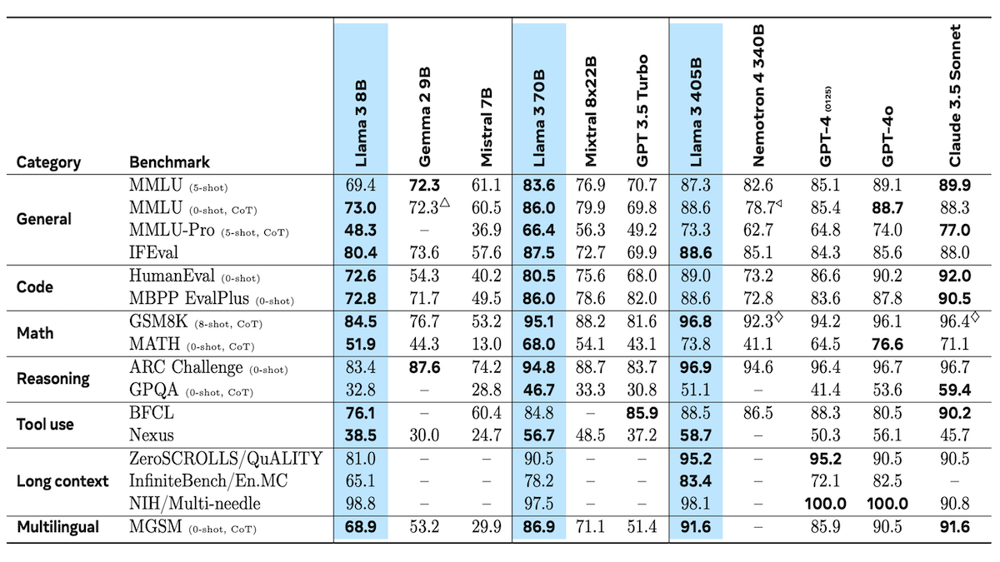 Category Benchmark Llama 3 8B Gemma 2 9B Mistral 7B Llama 3 70B Mixtral 8x22B GPT 3.5 Turbo Llama 3 405B Nemotron 4 340B GPT-4 (0125) GPT-4o Claude 3.5 Sonnet
General
MMLU (5-shot) 69.4 72.3 61.1 83.6 76.9 70.7 87.3 82.6 85.1 89.1 89.9
MMLU (0-shot, CoT) 73.0 72.3△ 60.5 86.0 79.9 69.8 88.6 78.7◁ 85.4 88.7 88.3
MMLU-Pro (5-shot, CoT) 48.3 – 36.9 66.4 56.3 49.2 73.3 62.7 64.8 74.0 77.0
IFEval 80.4 73.6 57.6 87.5 72.7 69.9 88.6 85.1 84.3 85.6 88.0
Code
HumanEval (0-shot) 72.6 54.3 40.2 80.5 75.6 68.0 89.0 73.2 86.6 90.2 92.0
MBPP EvalPlus (0-shot) 72.8 71.7 49.5 86.0 78.6 82.0 88.6 72.8 83.6 87.8 90.5
Math
GSM8K (8-shot, CoT) 84.5 76.7 53.2 95.1 88.2 81.6 96.8 92.3◇ 94.2 96.1 96.4◇
MATH (0-shot, CoT) 51.9 44.3 13.0 68.0 54.1 43.1 73.8 41.1 64.5 76.6 71.1
Reasoning
ARC Challenge (0-shot) 83.4 87.6 74.2 94.8 88.7 83.7 96.9 94.6 96.4 96.7 96.7
GPQA (0-shot, CoT) 32.8 – 28.8 46.7 33.3 30.8 51.1 – 41.4 53.6 59.4
Tool use
BFCL 76.1 – 60.4 84.8 – 85.9 88.5 86.5 88.3 80.5 90.2
Nexus 38.5 30.0 24.7 56.7 48.5 37.2 58.7 – 50.3 56.1 45.7
Long context
ZeroSCROLLS/QuALITY 81.0 – – 90.5 – – 95.2 – 95.2 90.5 90.5
InfiniteBench/En.MC 65.1 – – 78.2 – – 83.4 – 72.1 82.5 –
NIH/Multi-needle 98.8 – – 97.5 – – 98.1 – 100.0 100.0 90.8
Multilingual
MGSM (0-shot, CoT) 68.9 53.2 29.9 86.9 71.1 51.4 91.6 – 85.9 90.5 91.6